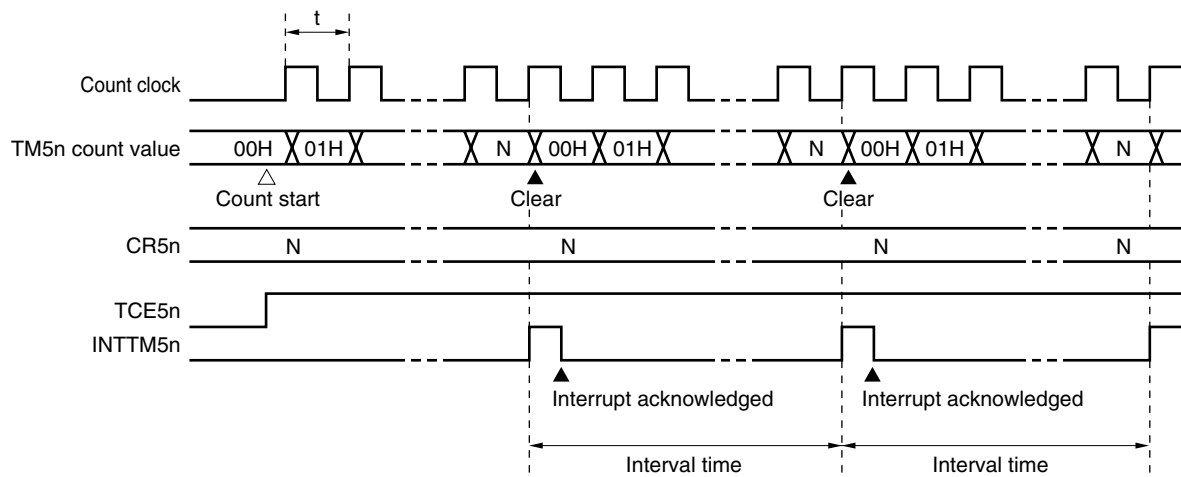 t
Count clock
TM5n count value 00H 01H N 00H 01H N 00H 01H N
Count start Clear Clear
CR5n N N N N
TCE5n
INTTM5n
Interrupt acknowledged Interrupt acknowledged
Interval time Interval time